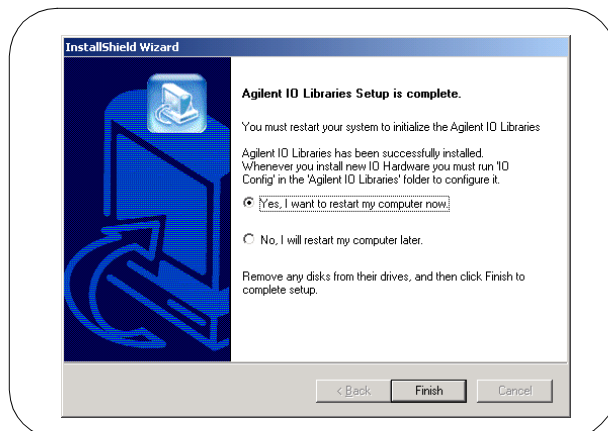 InstallShield Wizard
Agilent IO Libraries Setup is complete.
You must restart your system to initialize the Agilent IO Libraries
Agilent IO Libraries has been successfully installed.
Whenever you install new IO Hardware you must run 'IO
Config' in the 'Agilent IO Libraries' folder to configure it.
Yes, I want to restart my computer now.
No, I will restart my computer later.
Remove any disks from their drives, and then click Finish to
complete setup.
< Back Finish Cancel